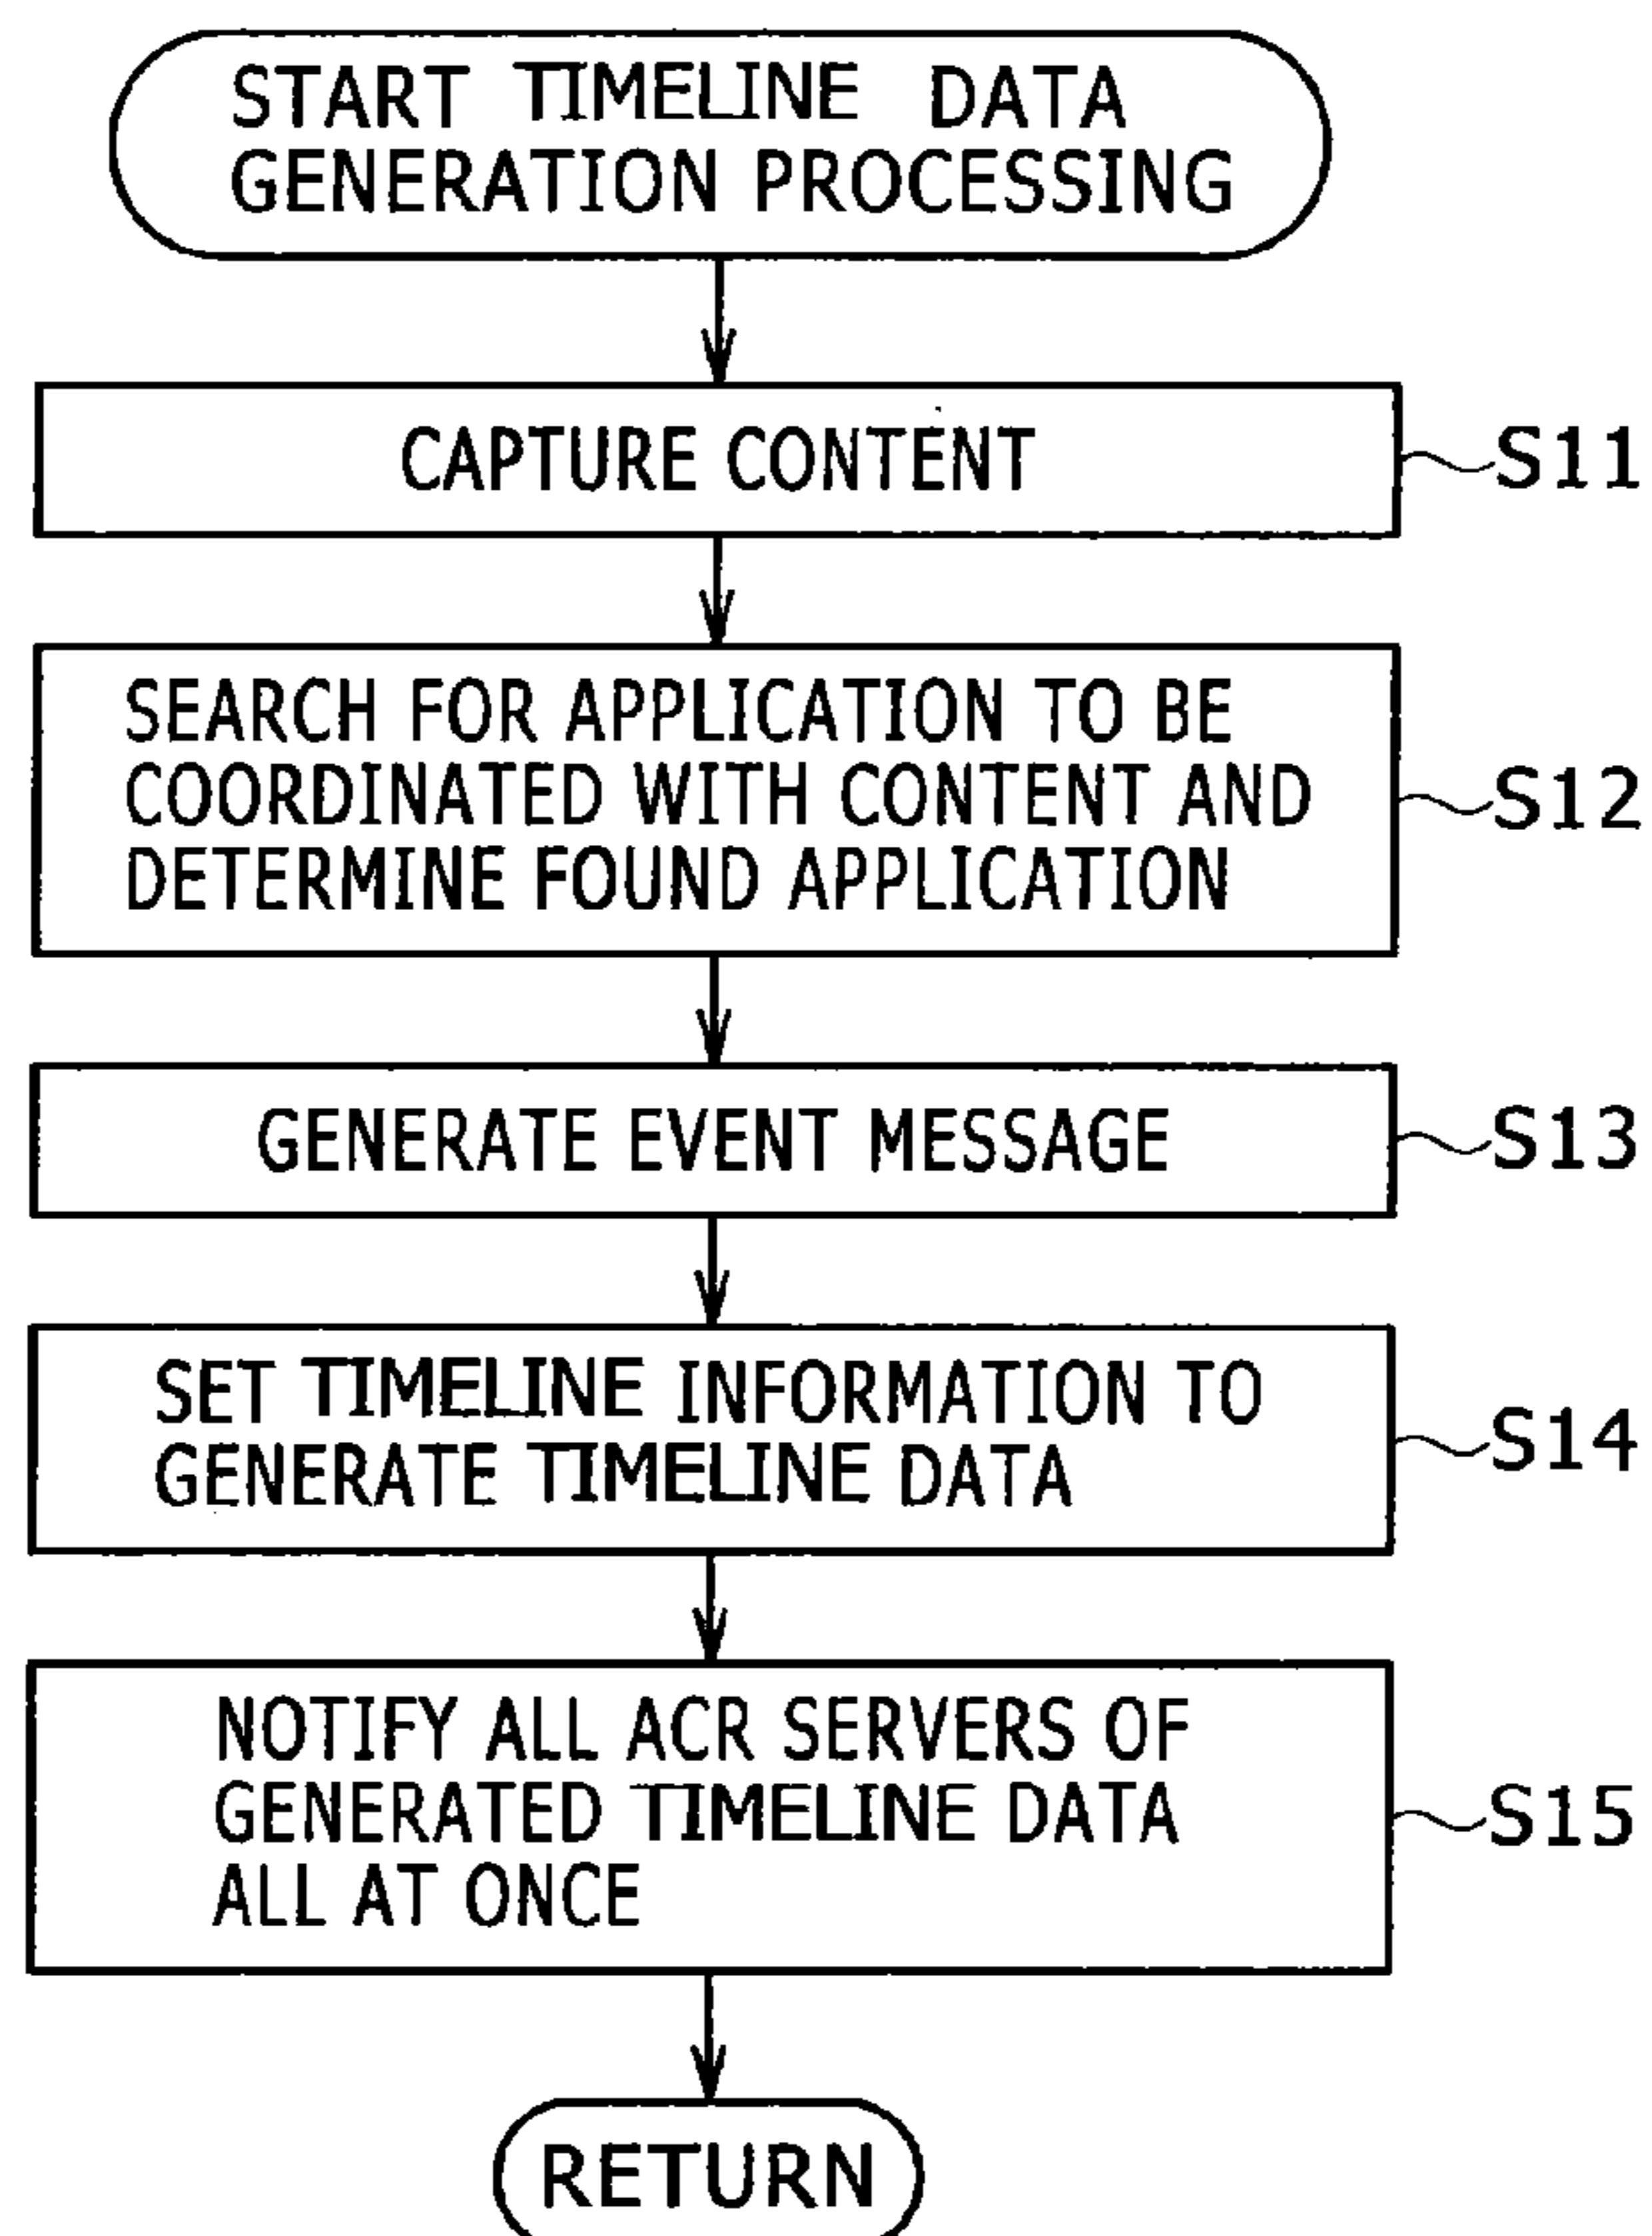 START TIMELINE DATA
GENERATION PROCESSING
CAPTURE CONTENT
S11
SEARCH FOR APPLICATION TO BE
COORDINATED WITH CONTENT AND
DETERMINE FOUND APPLICATION
S12
GENERATE EVENT MESSAGE
S13
SET TIMELINE INFORMATION TO
GENERATE TIMELINE DATA
S14
NOTIFY ALL ACR SERVERS OF
GENERATED TIMELINE DATA
ALL AT ONCE
S15
RETURN